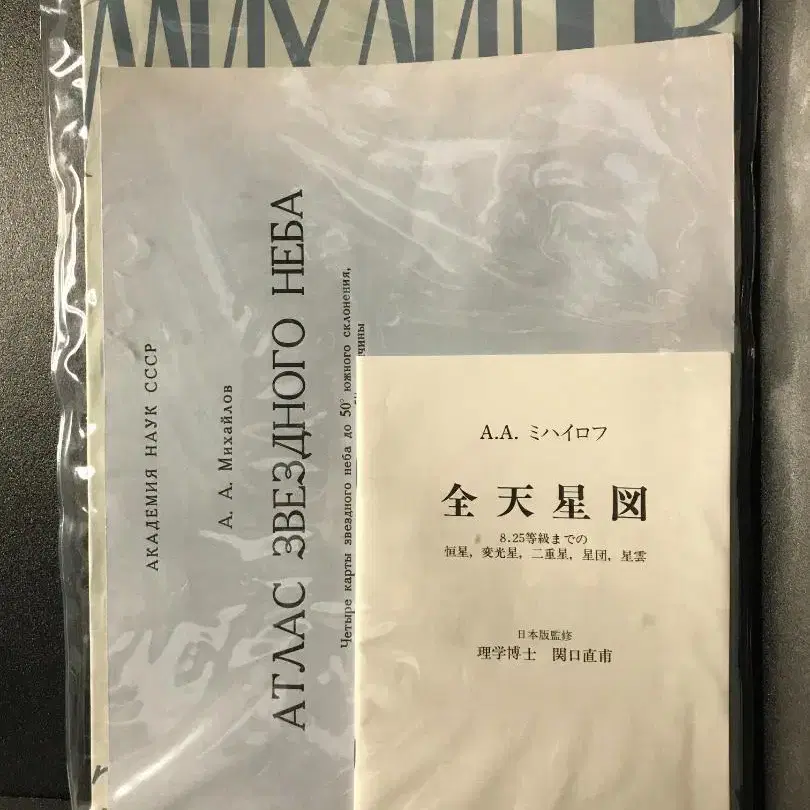 АКАДЕМИЯ НАУК СССР
А. А. Михайлов
АТЛАС ЗВЕЗДНОГО НЕБА
Четыре карты звездного неба до 50° южного склонения,
A.A. ミハイロフ
全天星図
8.25等級までの
恒星, 変光星, 二重星, 星団, 星雲
日本版監修
理学博士 関口直甫